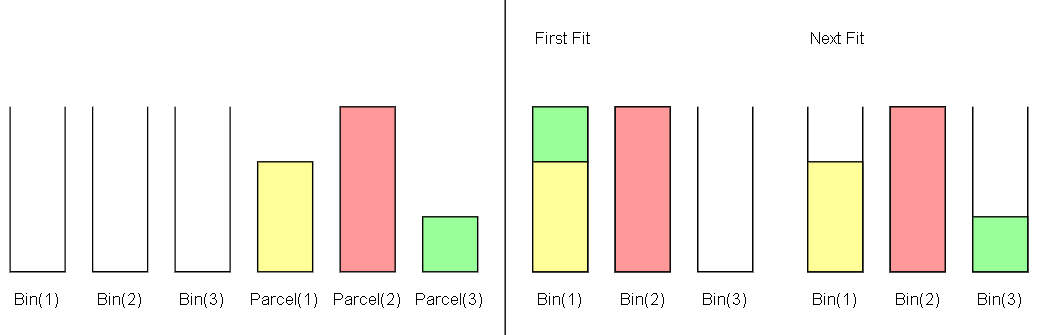 First Fit
Next Fit
Bin(1) Bin(2) Bin(3) Parcel(1) Parcel(2) Parcel(3)
Bin(1) Bin(2) Bin(3)
Bin(1) Bin(2) Bin(3)